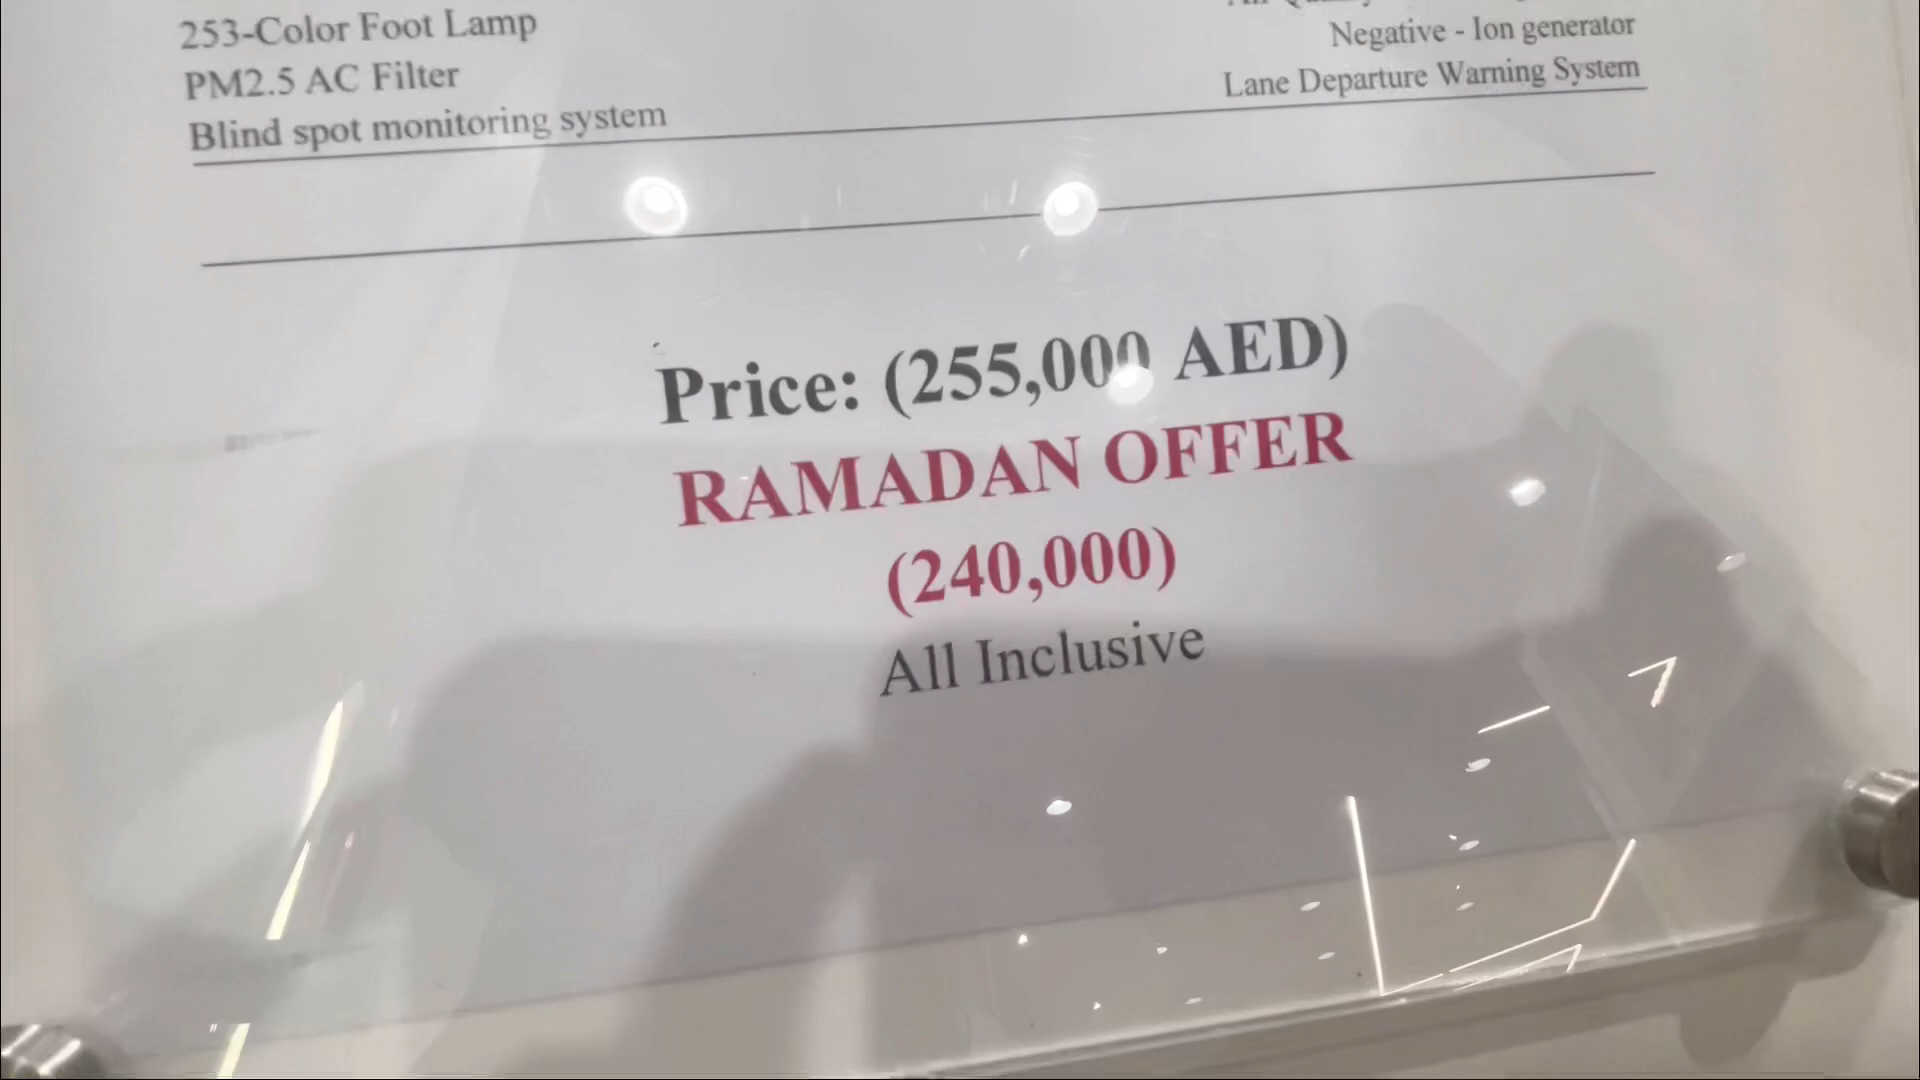 253-Color Foot Lamp
PM2.5 AC Filter
Blind spot monitoring system
Negative - Ion generator
Lane Departure Warning System
Price: (255,000 AED)
RAMADAN OFFER
(240,000)
All Inclusive